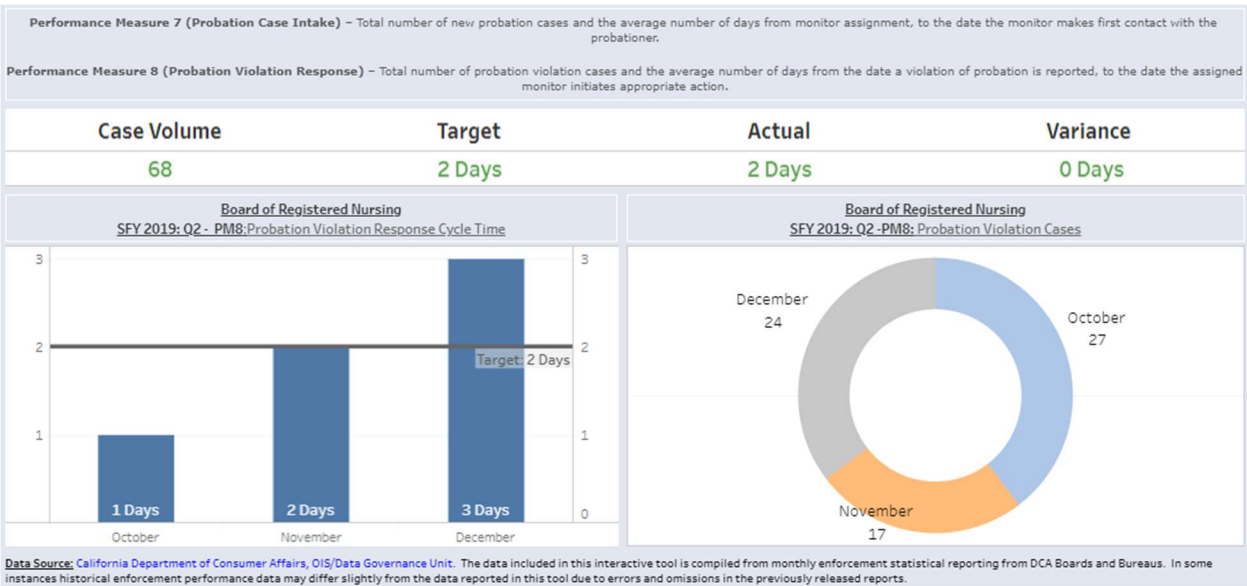 Performance Measure 7 (Probation Case Intake) – Total number of new probation cases and the average number of days from monitor assignment, to the date the monitor makes first contact with the
probationer.
Performance Measure 8 (Probation Violation Response) – Total number of probation violation cases and the average number of days from the date a violation of probation is reported, to the date the assigned
monitor initiates appropriate action.
Case Volume Target Actual Variance
68 2 Days 2 Days 0 Days
Board of Registered Nursing
SFY 2019: Q2 - PM8:Probation Violation Response Cycle Time
3 3
2 2
Target: 2 Days
1 1
0
1 Days 2 Days 3 Days
October November December
Board of Registered Nursing
SFY 2019: Q2 -PM8: Probation Violation Cases
December
24
October
27
November
17
Data Source: California Department of Consumer Affairs, OIS/Data Governance Unit. The data included in this interactive tool is compiled from monthly enforcement statistical reporting from DCA Boards and Bureaus. In some
instances historical enforcement performance data may differ slightly from the data reported in this tool due to errors and omissions in the previously released reports.